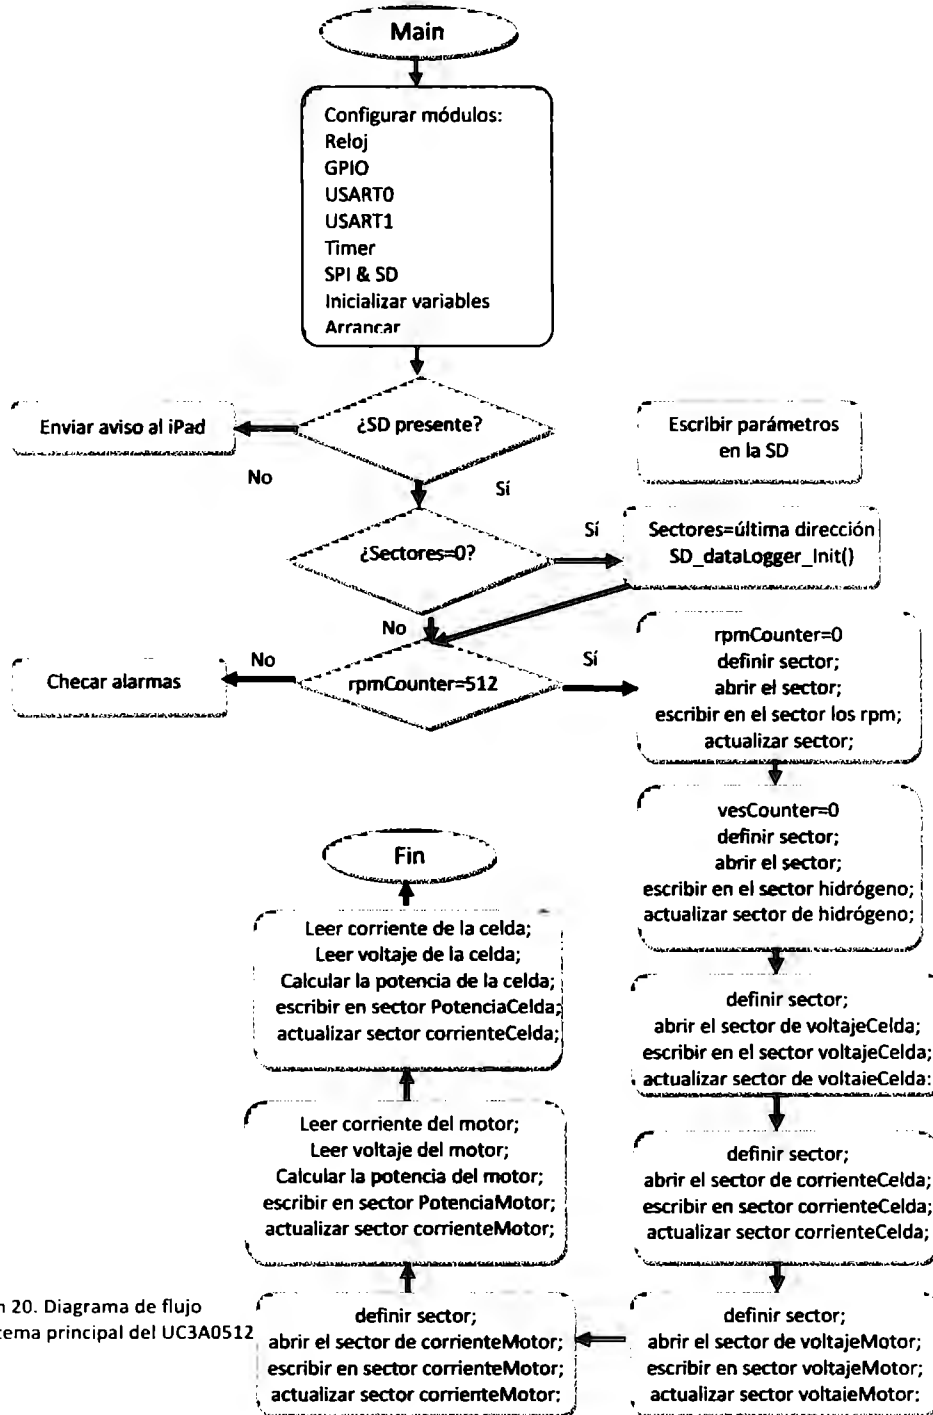 Main
Configurar módulos:
Reloj
GPIO
USART0
USART1
Timer
SPI & SD
Inicializar variables
Arrancar
¿SD presente?
Enviar aviso al iPad
No
Sí
Escribir parámetros
en la SD
¿Sectores=0?
Sí
Sectores=última dirección
SD_dataLogger_Init()
No
rpmCounter=512
No
Checar alarmas
Sí
rpmCounter=0
definir sector;
abrir el sector;
escribir en el sector los rpm;
actualizar sector;
vesCounter=0
definir sector;
abrir el sector;
escribir en el sector hidrógeno;
actualizar sector de hidrógeno;
definir sector;
abrir el sector de voltajeCelda;
escribir en el sector voltajeCelda;
actualizar sector de voltajeCelda;
definir sector;
abrir el sector de corrienteCelda;
escribir en sector corrienteCelda;
actualizar sector corrienteCelda;
definir sector;
abrir el sector de voltajeMotor;
escribir en sector voltajeMotor;
actualizar sector voltajeMotor;
definir sector;
abrir el sector de corrienteMotor;
escribir en sector corrienteMotor;
actualizar sector corrienteMotor;
Leer corriente del motor;
Leer voltaje del motor;
Calcular la potencia del motor;
escribir en sector PotenciaMotor;
actualizar sector corrienteMotor;
Leer corriente de la celda;
Leer voltaje de la celda;
Calcular la potencia de la celda;
escribir en sector PotenciaCelda;
actualizar sector corrienteCelda;
Fin
n 20. Diagrama de flujo
tema principal del UC3A0512